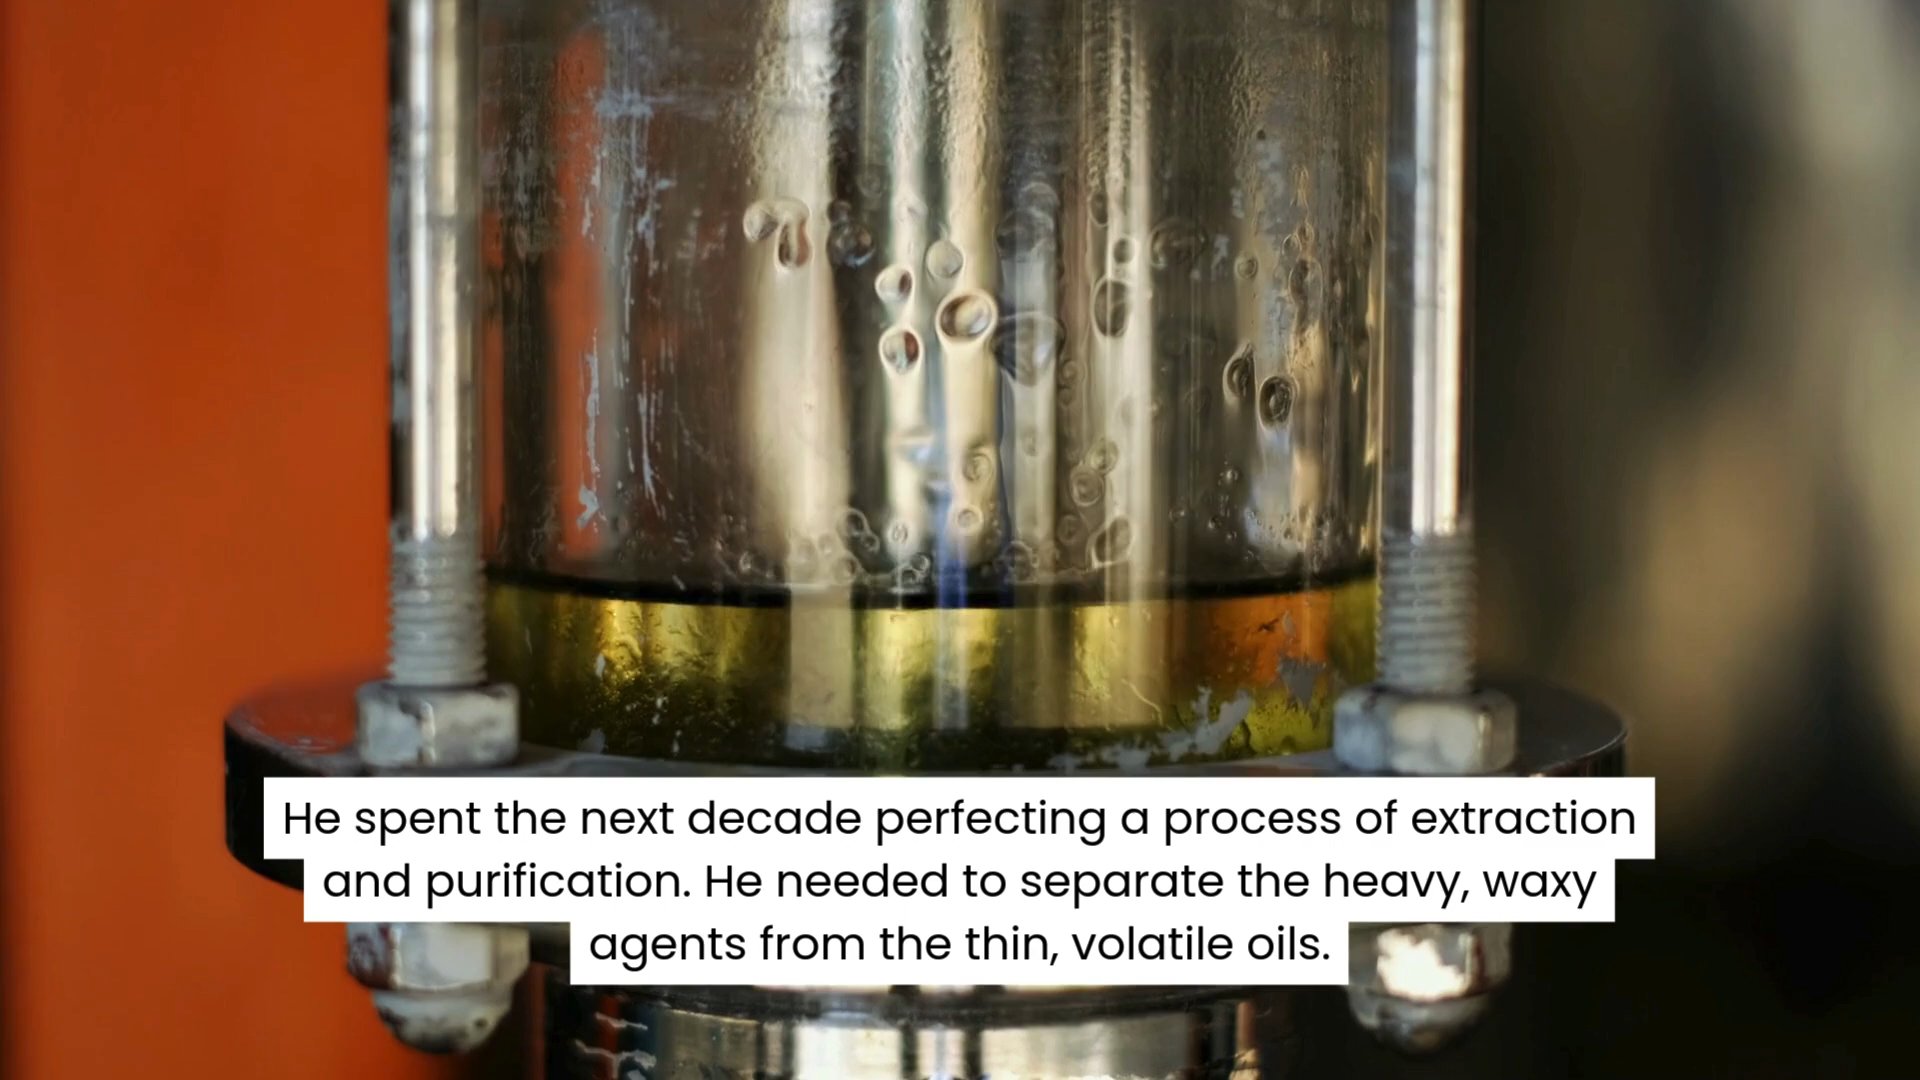 He spent the next decade perfecting a process of extraction
and purification. He needed to separate the heavy, waxy
agents from the thin, volatile oils.